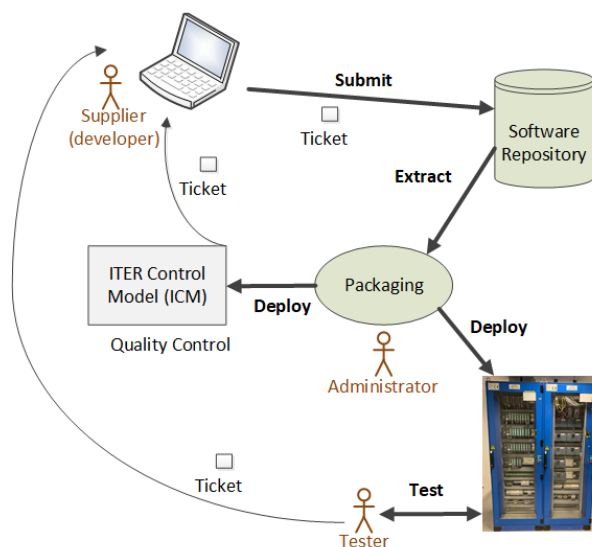 Submit
Supplier
(developer)
Ticket
Software
Repository
Ticket
Extract
ITER Control
Model (ICM)
Packaging
Deploy
Deploy
Quality Control
Administrator
Ticket
Test
Tester